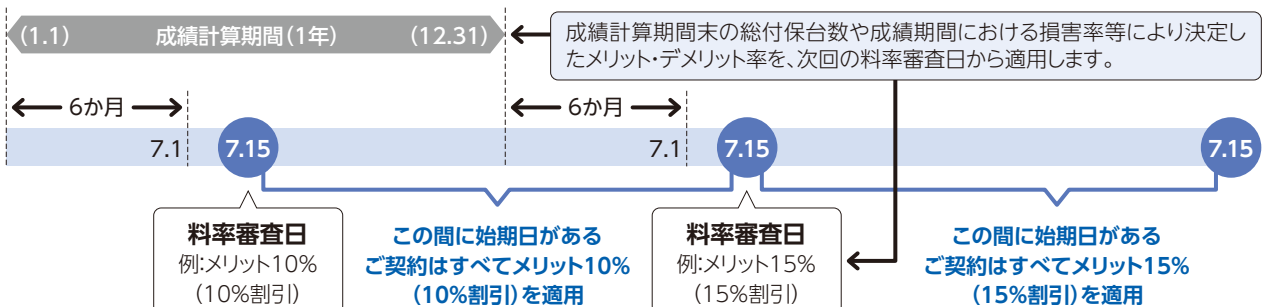 (1.1) 成績計算期間(1年) (12.31)
成績計算期間末の総付保台数や成績期間における損害率等により決定し
たメリット・デメリット率を、次回の料率審査日から適用します。
6か月 6か月
7.1 7.15 7.1 7.15 7.15
料率審査日
例:メリット10%
(10%割引)
この間に始期日がある
ご契約はすべてメリット10%
(10%割引)を適用
料率審査日
例:メリット15%
(15%割引)
この間に始期日がある
ご契約はすべてメリット15%
(15%割引)を適用